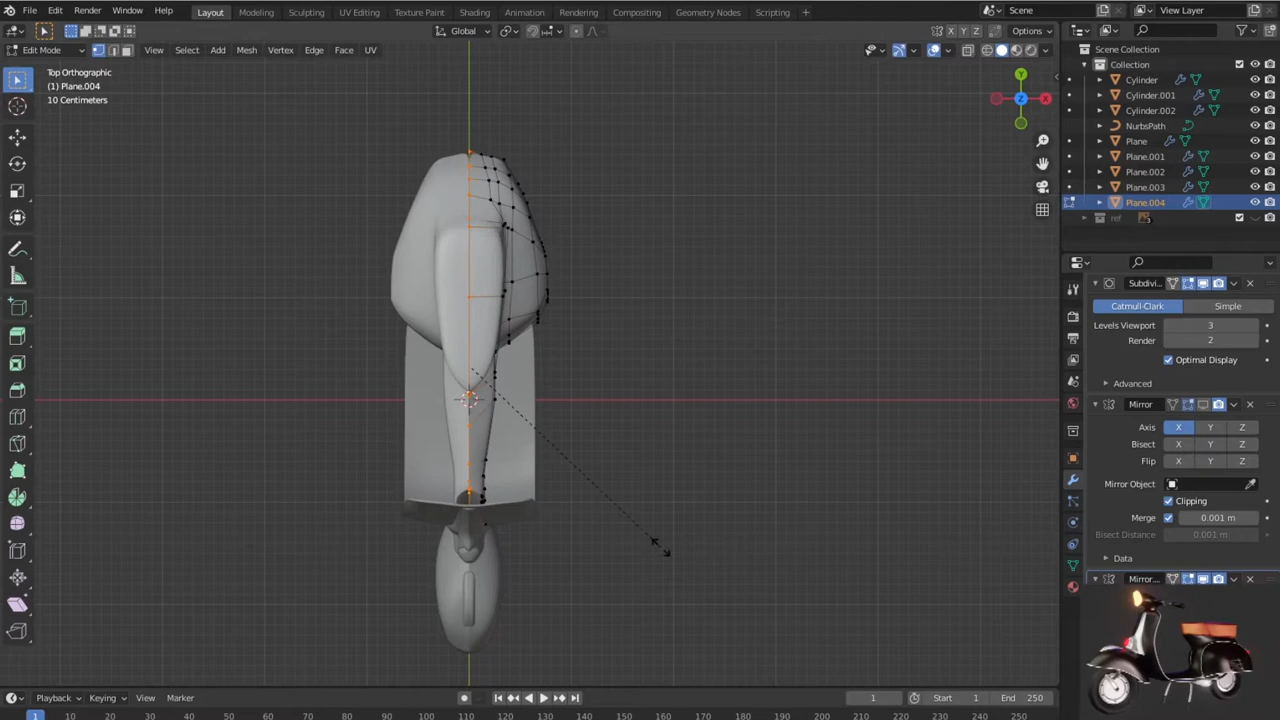 File Edit Render Window Help Layout Modeling Sculpting UV Editing Texture Paint Shading Animation Rendering Compositing Geometry Nodes Scripting + Scene View Layer
Global Options
Edit Mode View Select Add Mesh Vertex Edge Face UV X Y Z
Top Orthographic
(1) Plane.004
10 Centimeters
Y
Z X
Scene Collection
Collection
Cylinder
Cylinder.001
Cylinder.002
NurbsPath
Plane
Plane.001
Plane.002
Plane.003
Plane.004
ref 3
Subdivi
Catmull-Clark Simple
Levels Viewport 3
Render 2
Optimal Display
Advanced
Mirror
Axis X Y Z
Bisect X Y Z
Flip X Y Z
Mirror Object
Clipping
Merge 0.001 m
Bisect Distance 0.001 m
Data
Mirror...
Playback Keying View Marker 1 Start 1 End 250
1 10 20 30 40 50 60 70 80 90 100 110 120 130 140 150 160 170 180 190 200 210 220 230 240 250